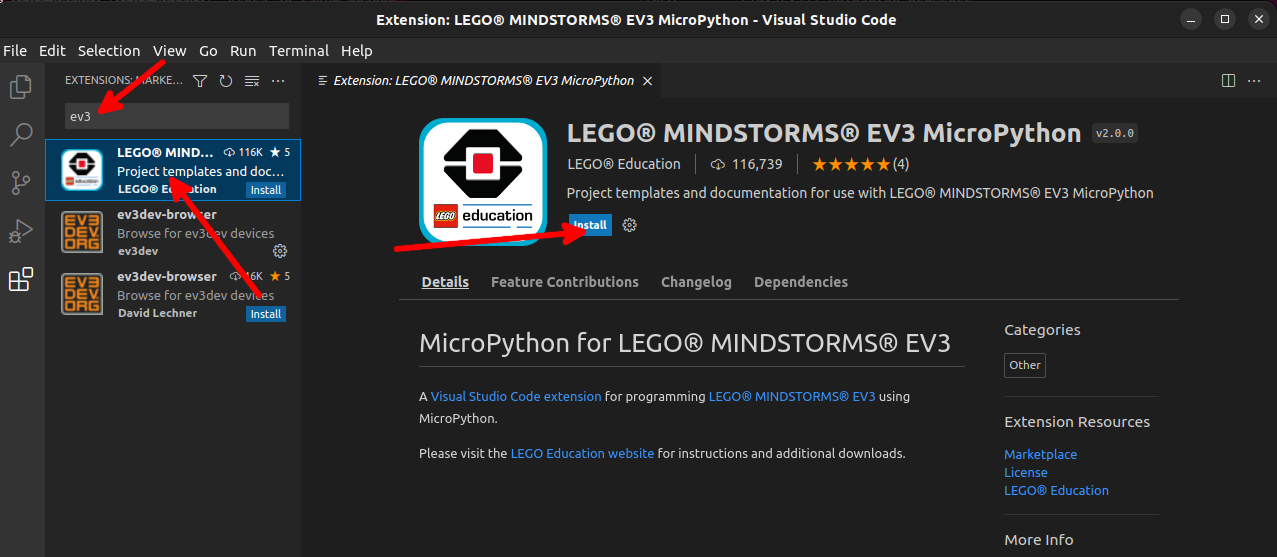 Extension: LEGO® MINDSTORMS® EV3 MicroPython - Visual Studio Code
File Edit Selection View Go Run Terminal Help
EXTENSIONS: MARKE...
Extension: LEGO® MINDSTORMS® EV3 MicroPython
ev3
LEGO® MIND... 116K 5
Project templates and doc...
LEGO® Education Install
ev3dev-browser
Browse for ev3dev devices
ev3dev
ev3dev-browser 16K 5
Browse for ev3dev devices
David Lechner Install
EV3
DEV.
ORG
EV3
DEV.
ORG
LEGO education
LEGO® MINDSTORMS® EV3 MicroPython v2.0.0
LEGO® Education 116,739 (4)
Project templates and documentation for use with LEGO® MINDSTORMS® EV3 MicroPython
Install
Details Feature Contributions Changelog Dependencies
MicroPython for LEGO® MINDSTORMS® EV3
A Visual Studio Code extension for programming LEGO® MINDSTORMS® EV3 using
MicroPython.
Please visit the LEGO Education website for instructions and additional downloads.
Categories
Other
Extension Resources
Marketplace
License
LEGO® Education
More Info